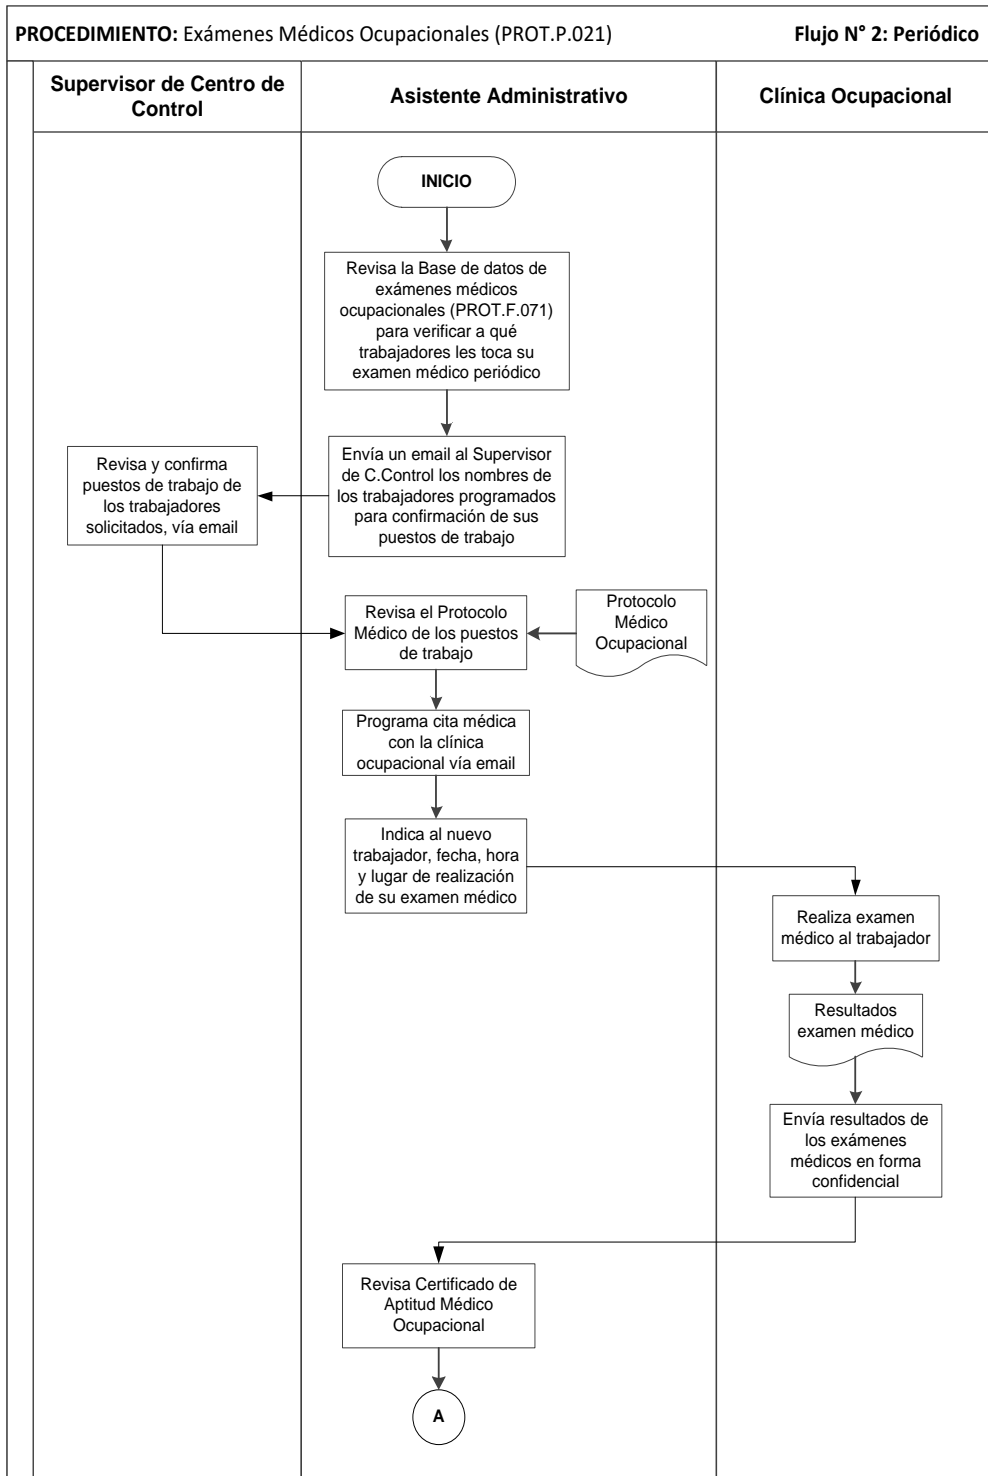 PROCEDIMIENTO: Exámenes Médicos Ocupacionales (PROT.P.021) Flujo N° 2: Periódico
Supervisor de Centro de
Control
Asistente Administrativo
Clínica Ocupacional
INICIO
Revisa la Base de datos de
exámenes médicos
ocupacionales (PROT.F.071)
para verificar a qué
trabajadores les toca su
examen médico periódico
Envía un email al Supervisor
de C.Control los nombres de
los trabajadores programados
para confirmación de sus
puestos de trabajo
Revisa y confirma
puestos de trabajo de
los trabajadores
solicitados, vía email
Revisa el Protocolo
Médico de los puestos
de trabajo
Protocolo
Médico
Ocupacional
Programa cita médica
con la clínica
ocupacional vía email
Indica al nuevo
trabajador, fecha, hora
y lugar de realización
de su examen médico
Realiza examen
médico al trabajador
Resultados
examen médico
Envía resultados de
los exámenes
médicos en forma
confidencial
Revisa Certificado de
Aptitud Médico
Ocupacional
A